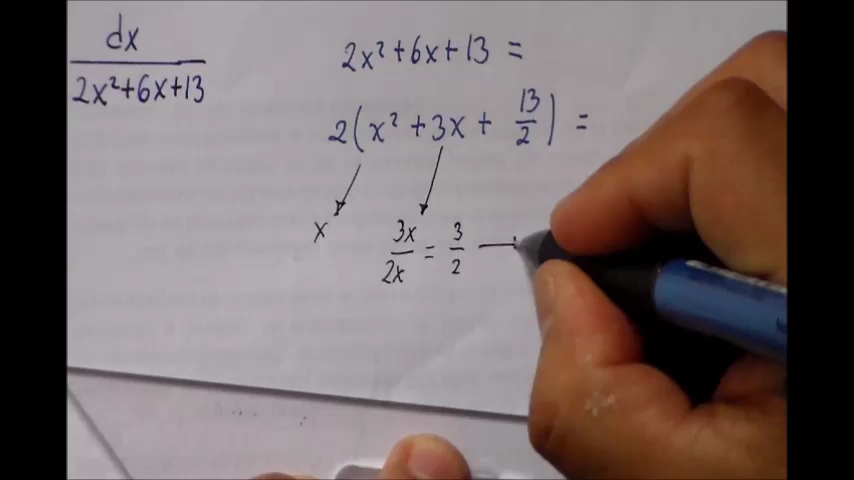 dx
2x²+6x+13
2x²+6x+13 =
2(x² + 3x + 13/2) =
x
3x/2x = 3/2